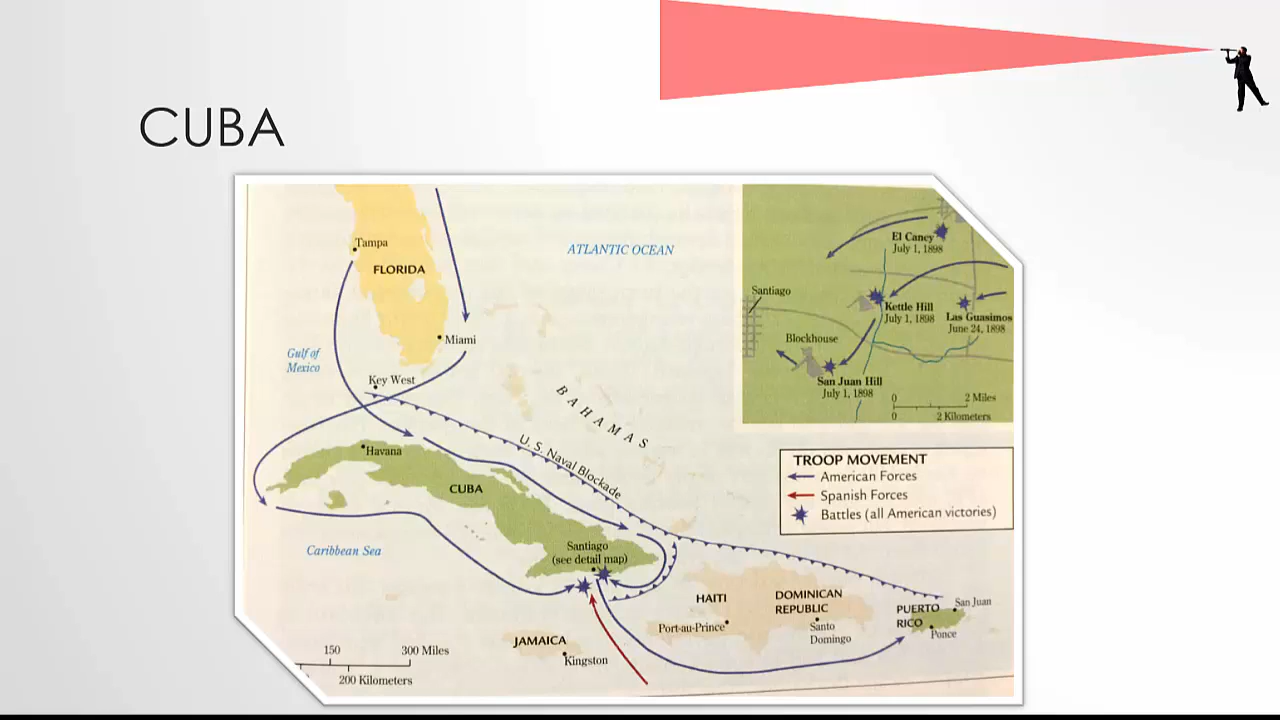 CUBA
Tampa
FLORIDA
ATLANTIC OCEAN
Miami
Gulf of
Mexico
Key West
BAHAMAS
U. S. Naval Blockade
Havana
CUBA
Caribbean Sea
Santiago
(see detail map)
HAITI
Port-au-Prince
DOMINICAN
REPUBLIC
Santo
Domingo
PUERTO
RICO
San Juan
Ponce
JAMAICA
Kingston
150 300 Miles
200 Kilometers
El Caney
July 1, 1898
Santiago
Kettle Hill
July 1, 1898
Las Guasimos
June 24, 1898
Blockhouse
San Juan Hill
July 1, 1898
0 2 Miles
0 2 Kilometers
TROOP MOVEMENT
American Forces
Spanish Forces
Battles (all American victories)